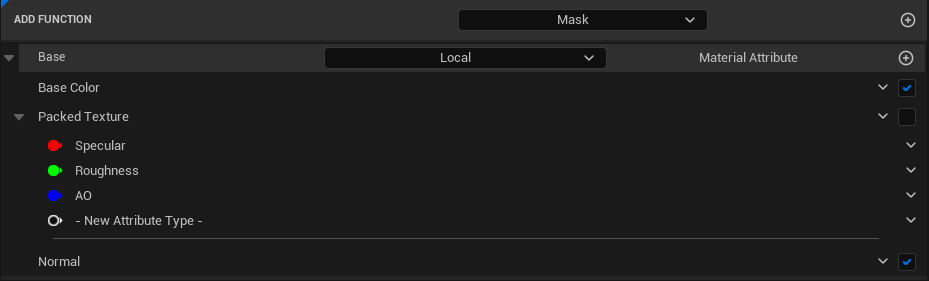 ADD FUNCTION Mask
Base Local Material Attribute
Base Color
Packed Texture
Specular
Roughness
AO
- New Attribute Type -
Normal